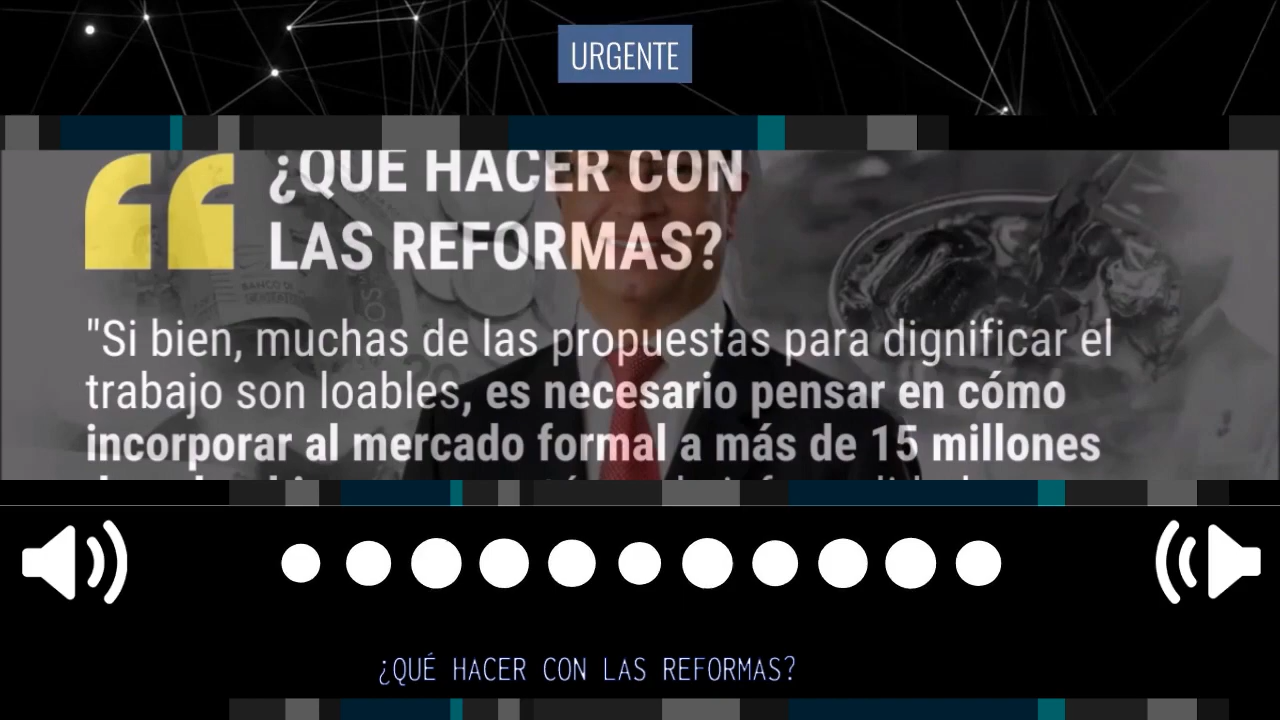 URGENTE
¿QUÉ HACER CON
LAS REFORMAS?
"Si bien, muchas de las propuestas para dignificar el
trabajo son loables, es necesario pensar en cómo
incorporar al mercado formal a más de 15 millones
¿QUÉ HACER CON LAS REFORMAS?